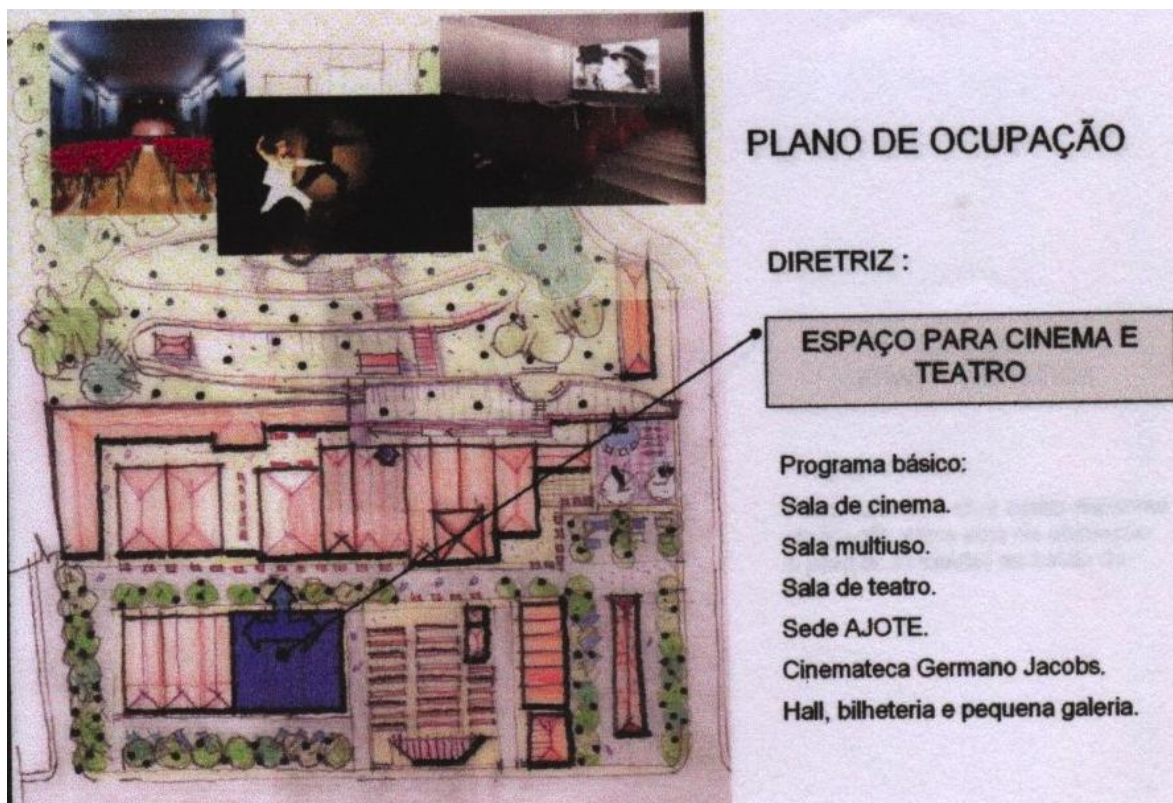 PLANO DE OCUPAÇÃO
DIRETRIZ :
ESPAÇO PARA CINEMA E
TEATRO
Programa básico:
Sala de cinema.
Sala multiuso.
Sala de teatro.
Sede AJOTE.
Cinemateca Germano Jacobs.
Hall, bilheteria e pequena galeria.